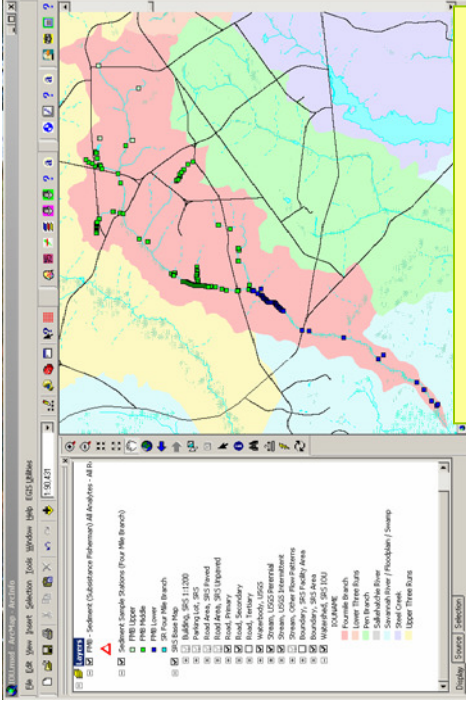 IOUmod - ArcMap - ArcInfo
File Edit View Insert Selection Tools Window Help EGIS Utilities
1:90,431
Layers
FMB - Sediment (Subsistance Fisherman) All Analytes - All R
Sediment Sample Stations (Four Mile Branch)
FMB Upper
FMB Middle
FMB Lower
SR Four Mile Branch
SRS Base Map
Building, SRS 1:1200
Parking Lot, SRS
Road Area, SRS Paved
Road Area, SRS Unpaved
Road, Primary
Road, Secondary
Road, Tertiary
Waterbody, USGS
Stream, USGS Perennial
Stream, USGS Intermittent
Stream, Other Flow Patterns
Boundary, SRS Facility Area
Boundary, SRS Area
Watershed, SRS IOU
IOUNAME
Fourmile Branch
Lower Three Runs
Pen Branch
Salkahatchie River
Savannah River / Floodplain / Swamp
Steel Creek
Upper Three Runs
Display Source Selection